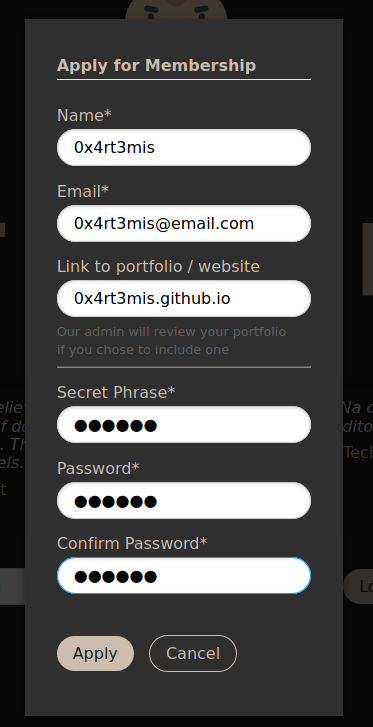 Apply for Membership
Name*
0x4rt3mis
Email*
0x4rt3mis@email.com
Link to portfolio / website
0x4rt3mis.github.io
Our admin will review your portfolio
if you chose to include one
Secret Phrase*
●●●●●●
Password*
●●●●●●
Confirm Password*
●●●●●●
Apply
Cancel